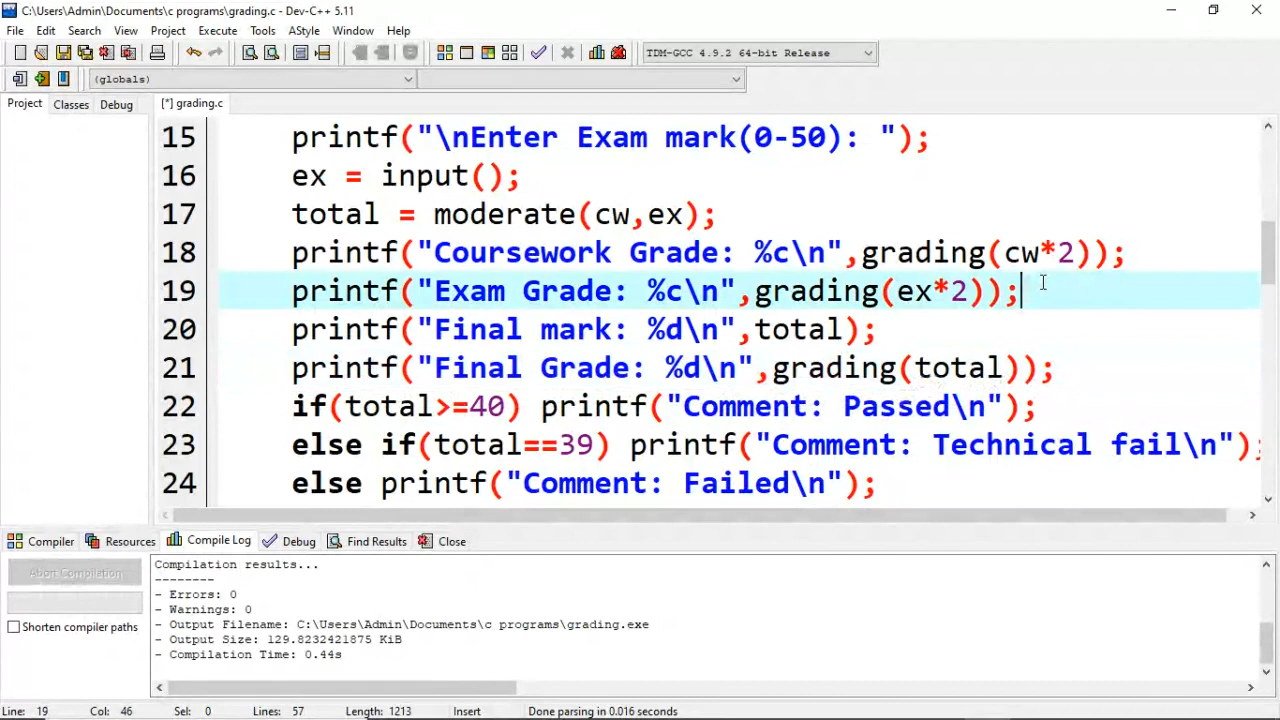 C:\Users\Admin\Documents\c programs\grading.c - Dev-C++ 5.11
File Edit Search View Project Execute Tools AStyle Window Help
TDM-GCC 4.9.2 64-bit Release
(globals)
Project Classes Debug [*] grading.c
15 printf("\nEnter Exam mark(0-50): ");
16 ex = input();
17 total = moderate(cw,ex);
18 printf("Coursework Grade: %c\n",grading(cw*2));
19 printf("Exam Grade: %c\n",grading(ex*2));
20 printf("Final mark: %d\n",total);
21 printf("Final Grade: %d\n",grading(total));
22 if(total>=40) printf("Comment: Passed\n");
23 else if(total==39) printf("Comment: Technical fail\n");
24 else printf("Comment: Failed\n");
Compiler Resources Compile Log Debug Find Results Close
Abort Compilation
Shorten compiler paths
Compilation results...
--------
- Errors: 0
- Warnings: 0
- Output Filename: C:\Users\Admin\Documents\c programs\grading.exe
- Output Size: 129.8232421875 KiB
- Compilation Time: 0.44s
Line: 19 Col: 46 Sel: 0 Lines: 57 Length: 1213 Insert Done parsing in 0.016 seconds